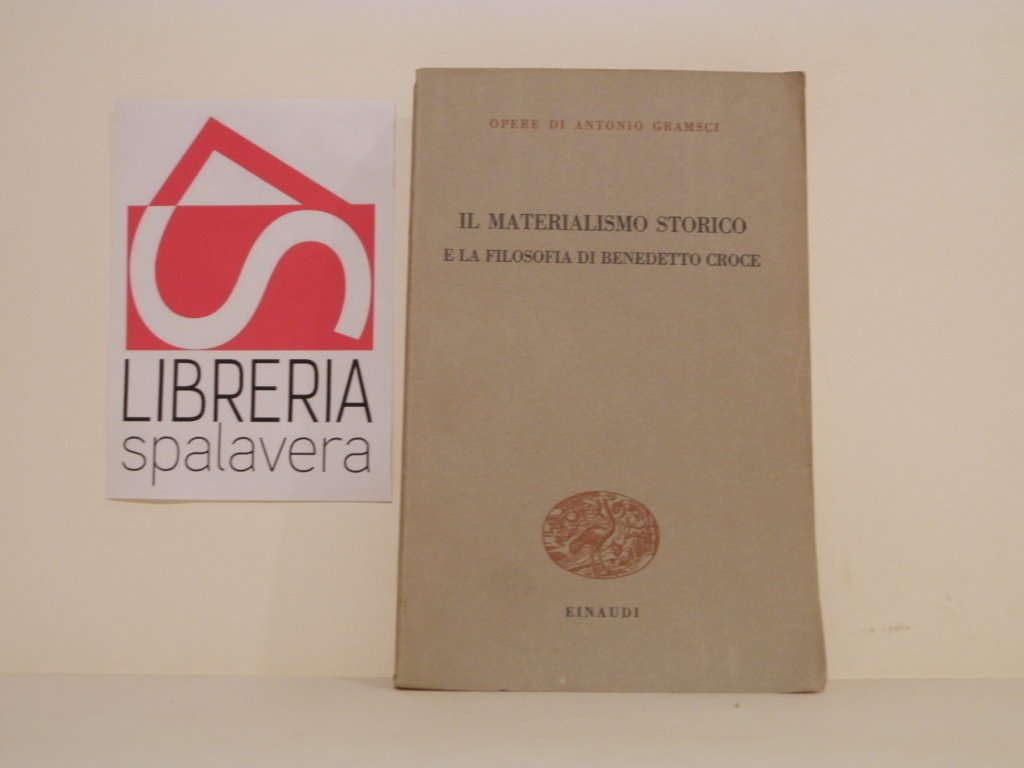 LIBRERIA
spalavera
OPERE DI ANTONIO GRAMSCI
IL MATERIALISMO STORICO
E LA FILOSOFIA DI BENEDETTO CROCE
EINAUDI